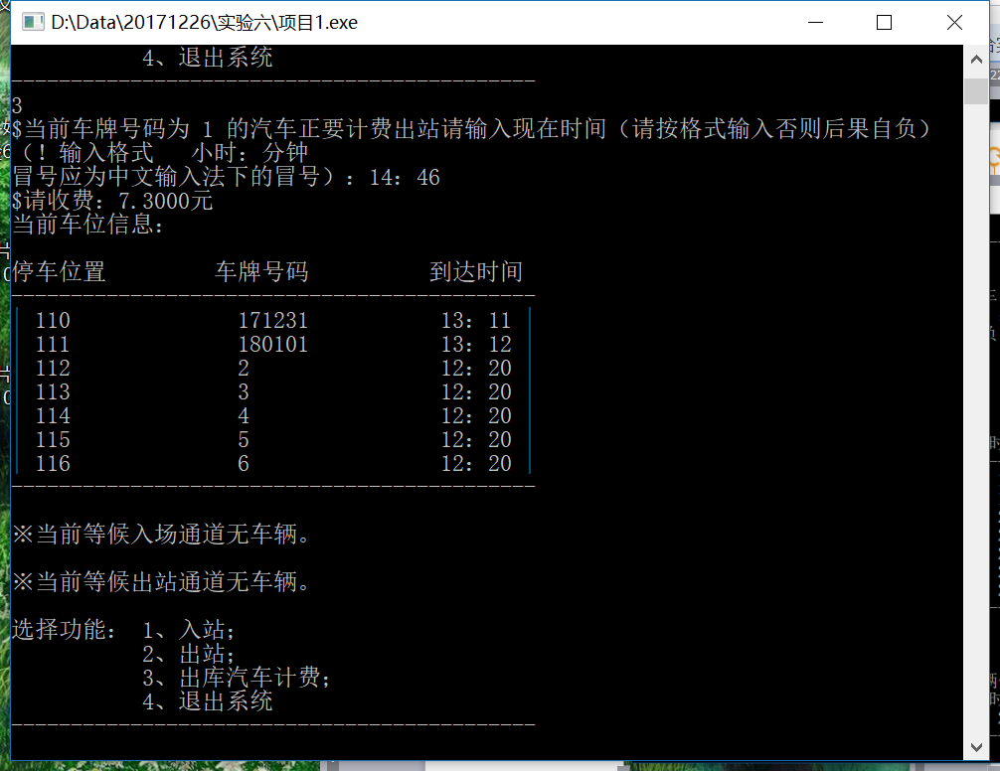 D:\Data\20171226\实验六\项目1.exe
4、退出系统
3
$当前车牌号码为 1 的汽车正要计费出站请输入现在时间（请按格式输入否则后果自负）
（！输入格式 小时：分钟
冒号应为中文输入法下的冒号）：14：46
$请收费：7.3000元
当前车位信息：
停车位置 车牌号码 到达时间
110 171231 13：11
111 180101 13：12
112 2 12：20
113 3 12：20
114 4 12：20
115 5 12：20
116 6 12：20
※当前等候入场通道无车辆。
※当前等候出站通道无车辆。
选择功能： 1、入站；
2、出站；
3、出库汽车计费；
4、退出系统